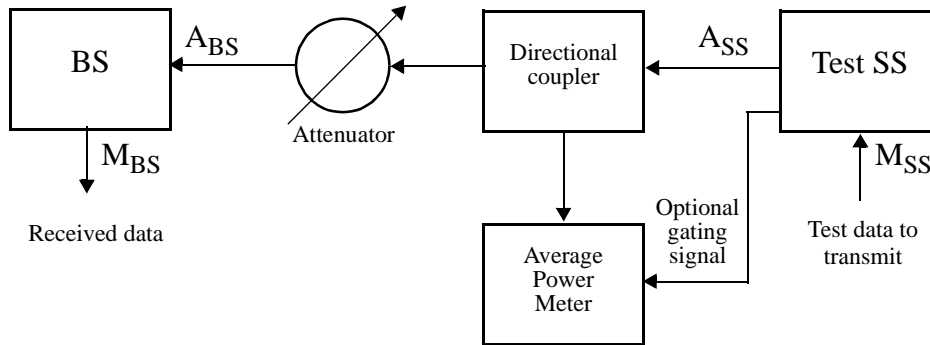 BS
A_BS
Attenuator
Directional
coupler
A_SS
Test SS
M_BS
Received data
M_SS
Test data to
transmit
Optional
gating
signal
Average
Power
Meter